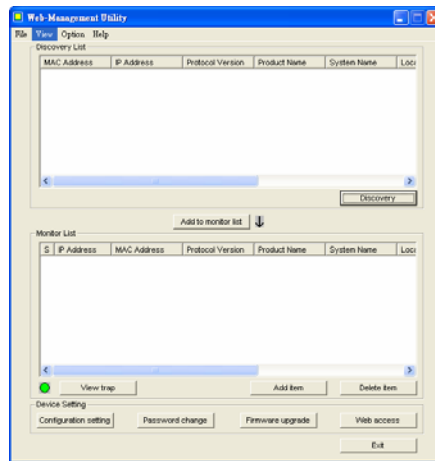 Web-Management Utility
File View Option Help
Discovery List
MAC Address IP Address Protocol Version Product Name System Name Loca
Discovery
Add to monitor list
Monitor List
S IP Address MAC Address Protocol Version Product Name System Name Loca
View trap Add item Delete item
Device Setting
Configuration setting Password change Firmware upgrade Web access
Exit